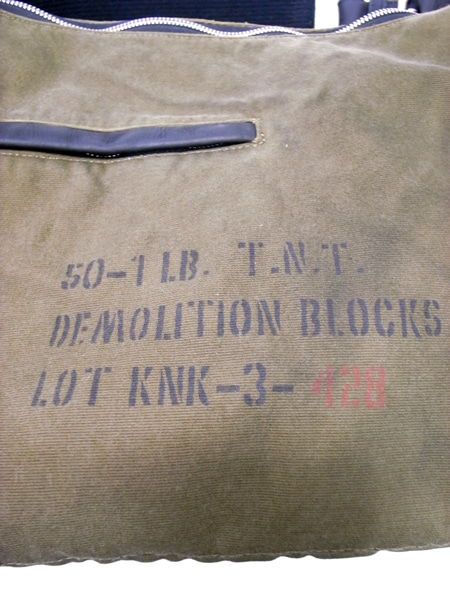 50-1 LB. T.N.T.
DEMOLITION BLOCKS
LOT KNK-3-428